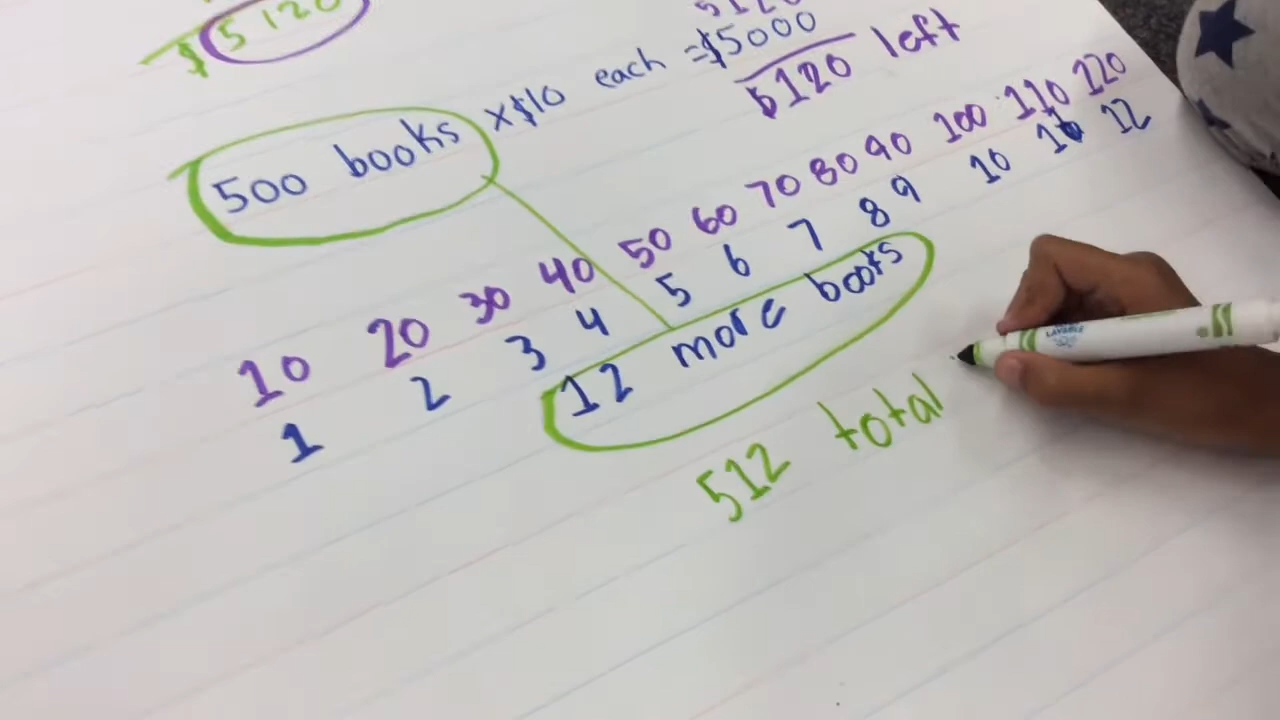 $5120
5120
500 books x $10 each = $5000
$120 left
10 20 30 40 50 60 70 80 90 100 110 120
1 2 3 4 5 6 7 8 9 10 11 12
12 more books
512 total